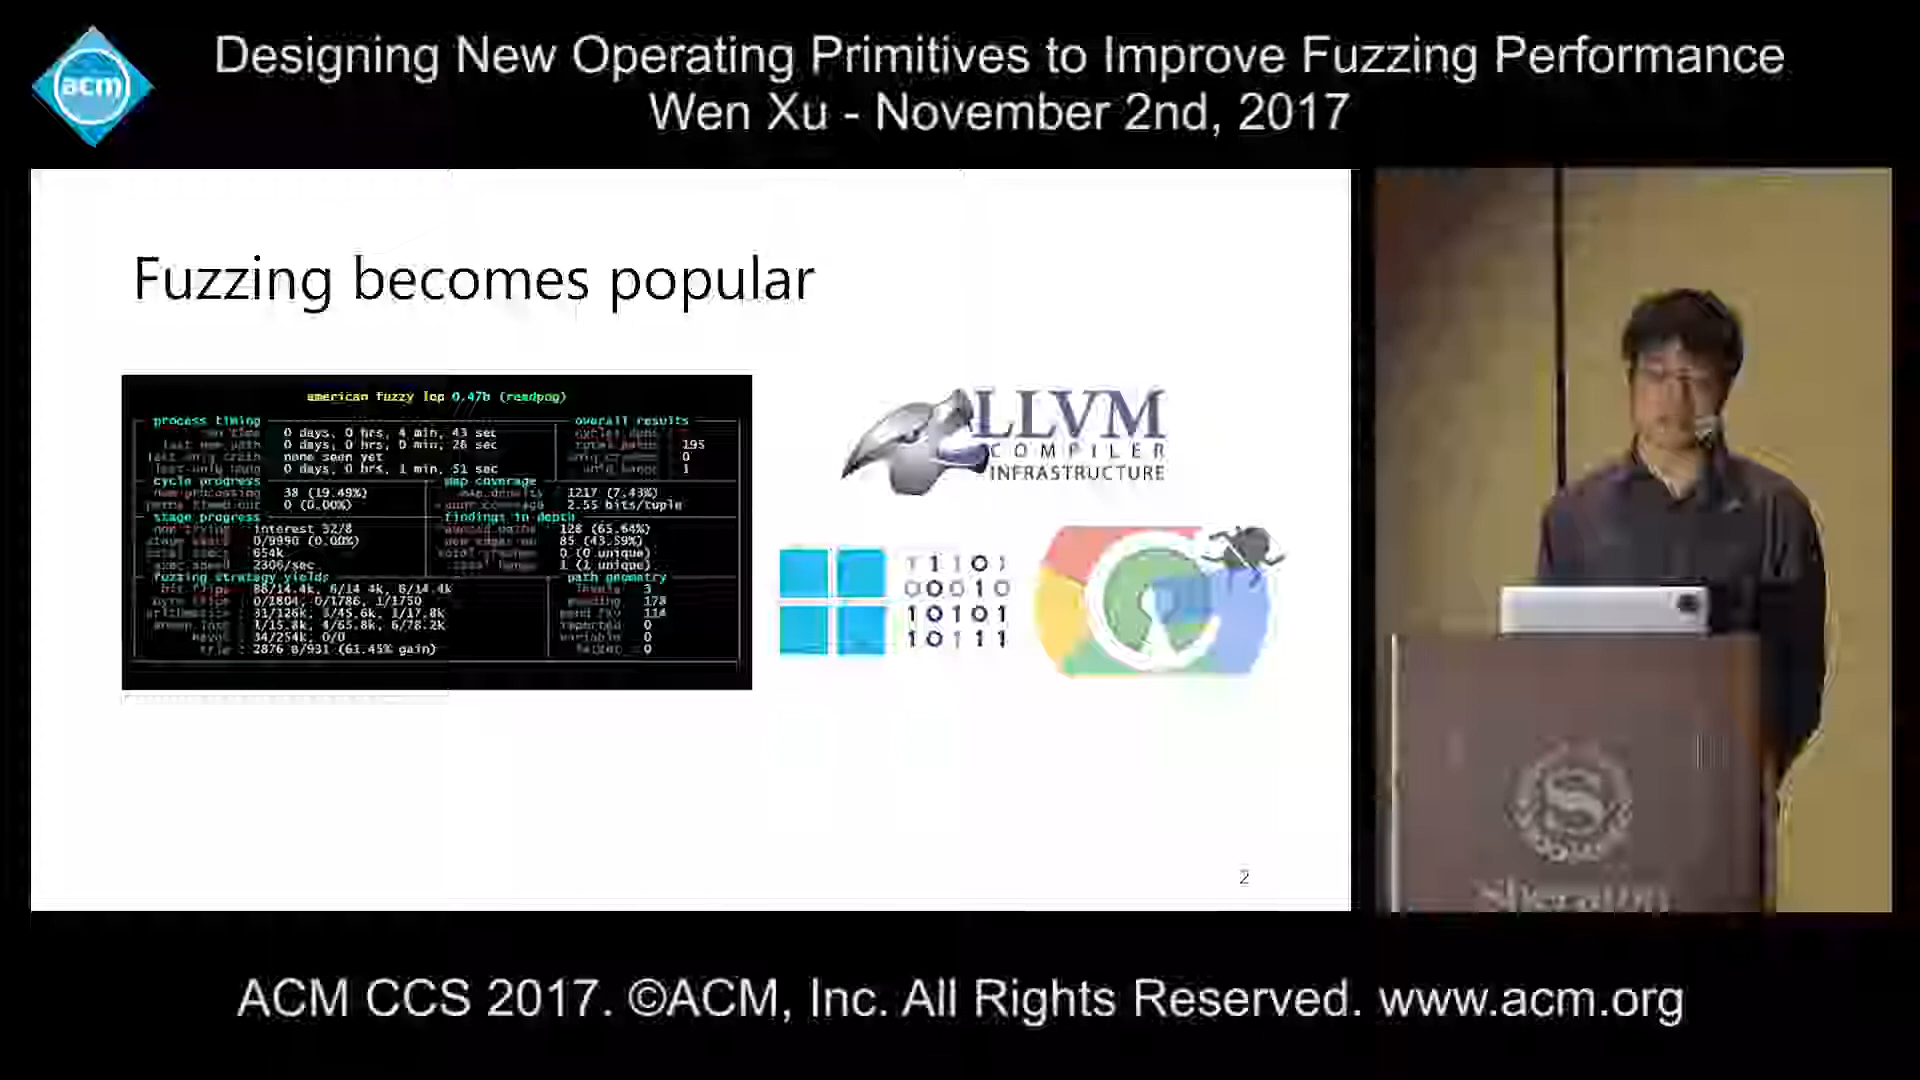 acm
Designing New Operating Primitives to Improve Fuzzing Performance
Wen Xu - November 2nd, 2017
Fuzzing becomes popular
american fuzzy lop 0.47b (readpng)
process timing
overall results
0 days, 0 hrs, 4 min, 43 sec
0 days, 0 hrs, 0 min, 26 sec
195
none seen yet
0
0 days, 0 hrs, 1 min, 51 sec
1
cycle progress
map coverage
38 (19.49%)
1217 (7.43%)
0 (0.00%)
2.55 bits/tuple
stage progress
findings in depth
interest 32/8
128 (65.64%)
0/9990 (0.00%)
85 (43.59%)
654k
0 (0 unique)
2306/sec
1 (1 unique)
fuzzing strategy yields
path geometry
88/14.4k, 6/14.4k, 6/14.4k
3
0/1804, 0/1786, 1/1750
178
31/126k, 3/45.6k, 1/17.8k
114
1/15.8k, 4/65.8k, 6/78.2k
0
34/254k, 0/0
0
2876 B/931 (61.45% gain)
0
LLVM
COMPILER
INFRASTRUCTURE
11101
00010
10101
10111
2
S
Sheraton
ACM CCS 2017. ©ACM, Inc. All Rights Reserved. www.acm.org